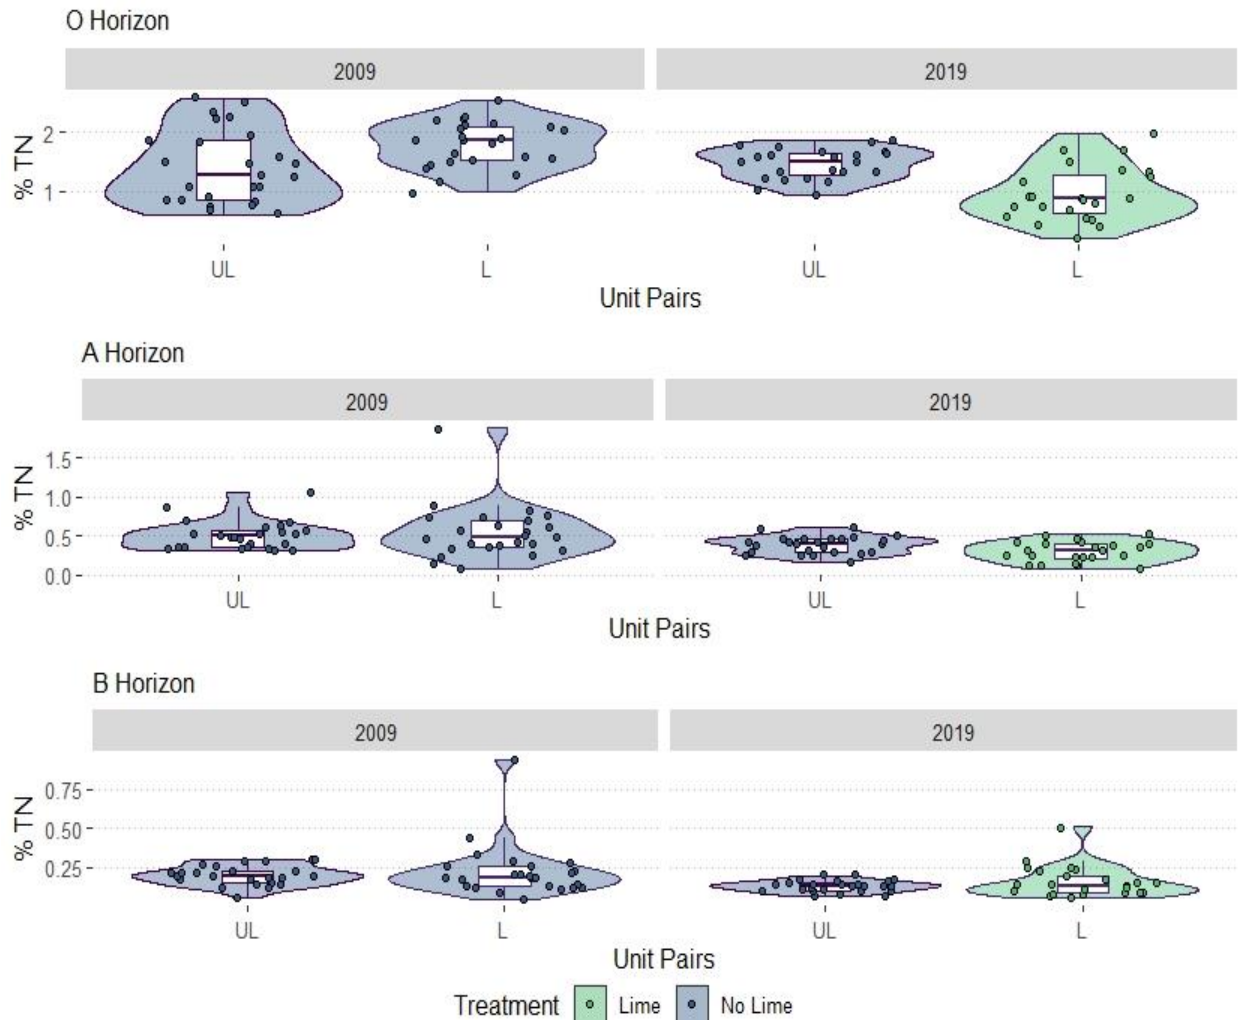 O Horizon
2009 2019
% TN
2
1
UL L UL L
Unit Pairs
A Horizon
2009 2019
% TN
1.5
1.0
0.5
0.0
UL L UL L
Unit Pairs
B Horizon
2009 2019
% TN
0.75
0.50
0.25
UL L UL L
Unit Pairs
Treatment Lime No Lime